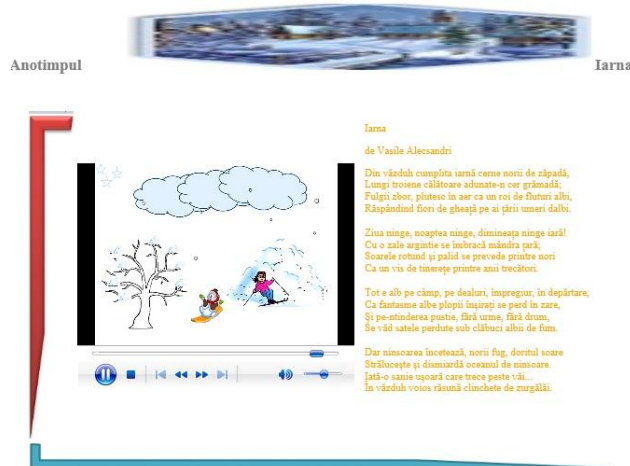 Anotimpul Iarna
Iarna
de Vasile Alecsandri
Din văzduh cumplita iarnă cerne norii de zăpadă,
Lungi troiene călătoare adunate-n cer grămadă;
Fulgii zbor, plutesc în aer ca un roi de fluturi albi,
Răspândind fiori de gheață pe ai țării umeri dalbi.
Ziua ninge, noaptea ninge, dimineața ninge iară!
Cu o zale argintie se îmbracă mândra țară;
Soarele rotund și palid se prevede printre nori
Ca un vis de tinerețe printre anii trecători.
Tot e alb pe câmp, pe dealuri, împregiur, în depărtare,
Ca fantasme albe plopii înșirați se perd în zare,
Și pe-ntinderea pustie, fără urme, fără drum,
Se văd satele perdute sub clăbuci albii de fum.
Dar ninsoarea încetează, norii fug, doritul soare
Strălucește și dismiardă oceanul de ninsoare.
Iată-o sanie ușoară care trece peste văi...
În văzduh voios răsună clinchete de zurgălăi.